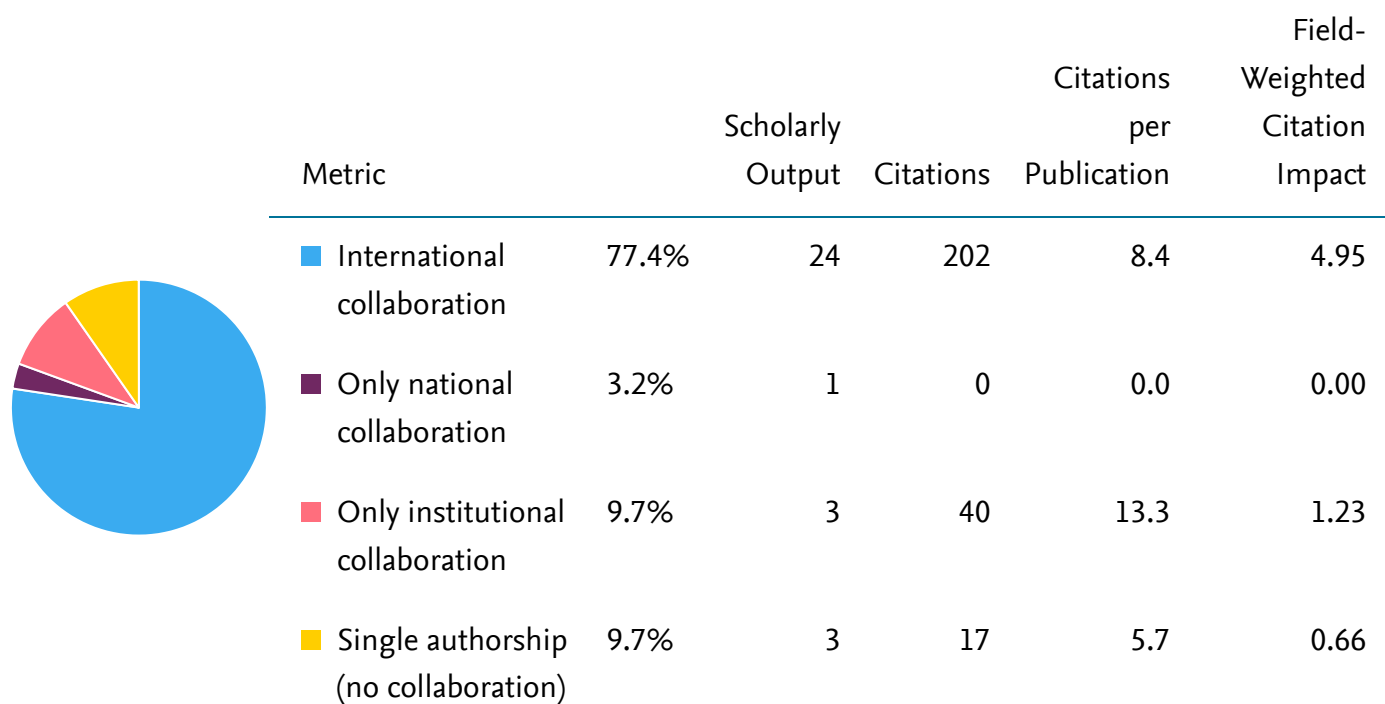 Field-
Citations Weighted
Scholarly per Citation
Metric Output Citations Publication Impact
International 77.4% 24 202 8.4 4.95
collaboration
Only national 3.2% 1 0 0.0 0.00
collaboration
Only institutional 9.7% 3 40 13.3 1.23
collaboration
Single authorship 9.7% 3 17 5.7 0.66
(no collaboration)